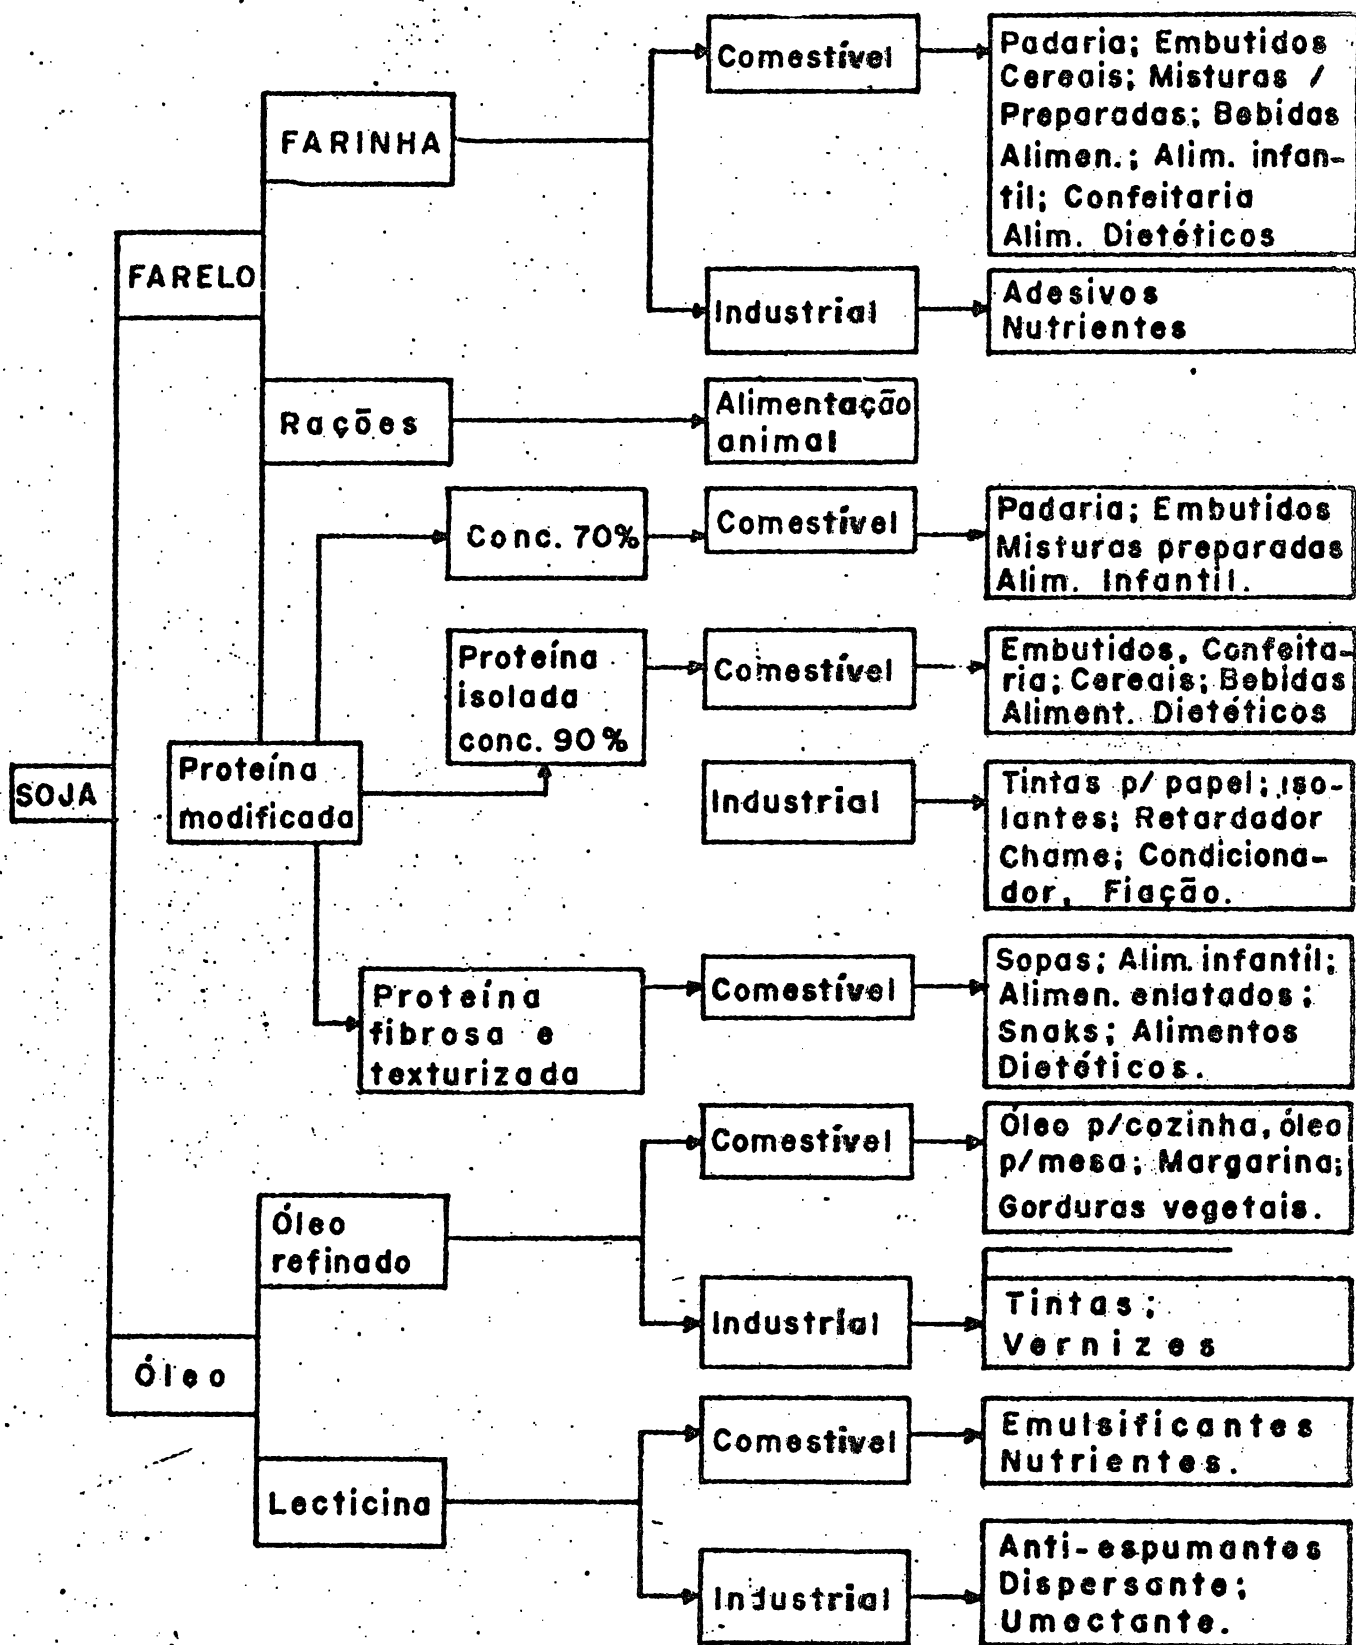 Comestível
Padaria; Embutidos
Cereais; Misturas /
Preparadas; Bebidas
Alimen.; Alim. infan-
til; Confeitaria
Alim. Dietéticos
FARINHA
FARELO
Industrial
Adesivos
Nutrientes
Rações
Alimentação
animal
Conc. 70%
Comestível
Padaria; Embutidos
Misturas preparadas
Alim. Infantil.
Proteína
isolada
conc. 90%
Comestível
Embutidos, Confeita-
ria; Cereais; Bebidas
Aliment. Dietéticos
SOJA
Proteína
modificada
Industrial
Tintas p/ papel; iso-
lantes; Retardador
Chame; Condiciona-
dor, Fiação.
Proteína
fibrosa e
texturizada
Comestível
Sopas; Alim. infantil;
Alimen. enlatados;
Snaks; Alimentos
Dietéticos.
Comestível
Óleo p/cozinha, óleo
p/mesa; Margarina;
Gorduras vegetais.
Óleo
refinado
Industrial
Tintas;
Vernizes
Óleo
Comestivel
Emulsificantes
Nutrientes.
Lecticina
Industrial
Anti-espumantes
Dispersante;
Umectante.